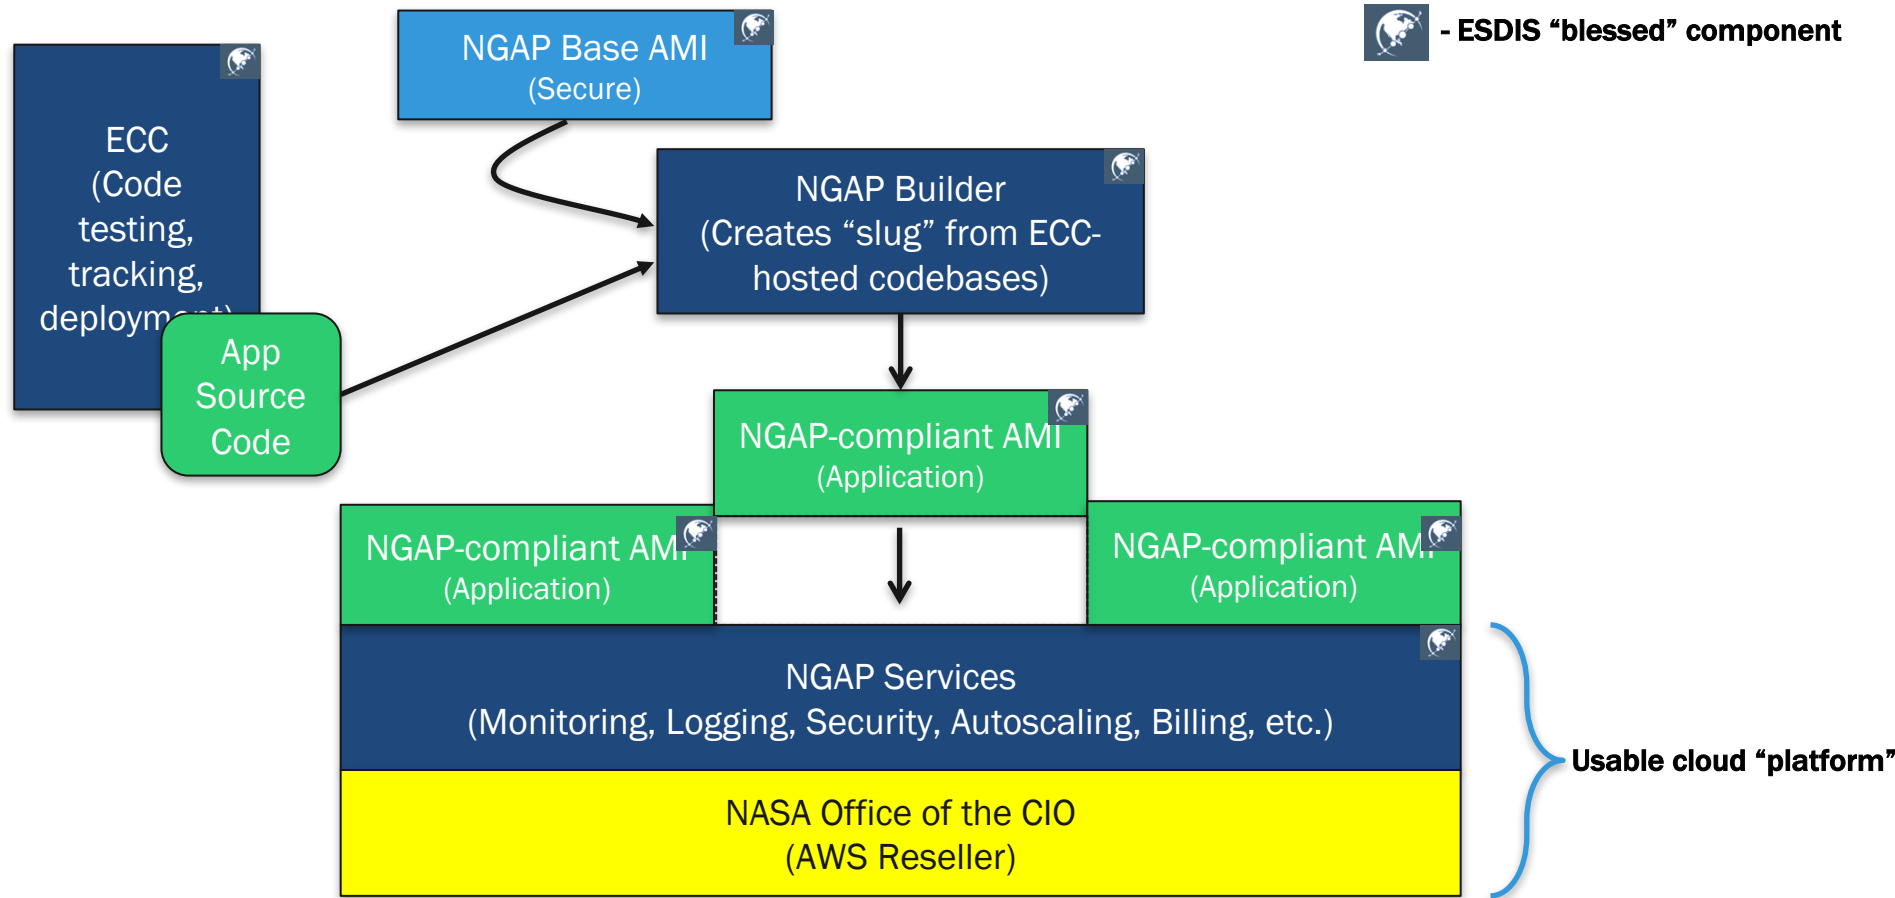 NGAP Base AMI
(Secure)
- ESDIS “blessed” component
ECC
(Code
testing,
tracking,
deployment)
App
Source
Code
NGAP Builder
(Creates “slug” from ECC-
hosted codebases)
NGAP-compliant AMI
(Application)
NGAP-compliant AMI
(Application)
NGAP-compliant AMI
(Application)
NGAP Services
(Monitoring, Logging, Security, Autoscaling, Billing, etc.)
Usable cloud “platform”
NASA Office of the CIO
(AWS Reseller)